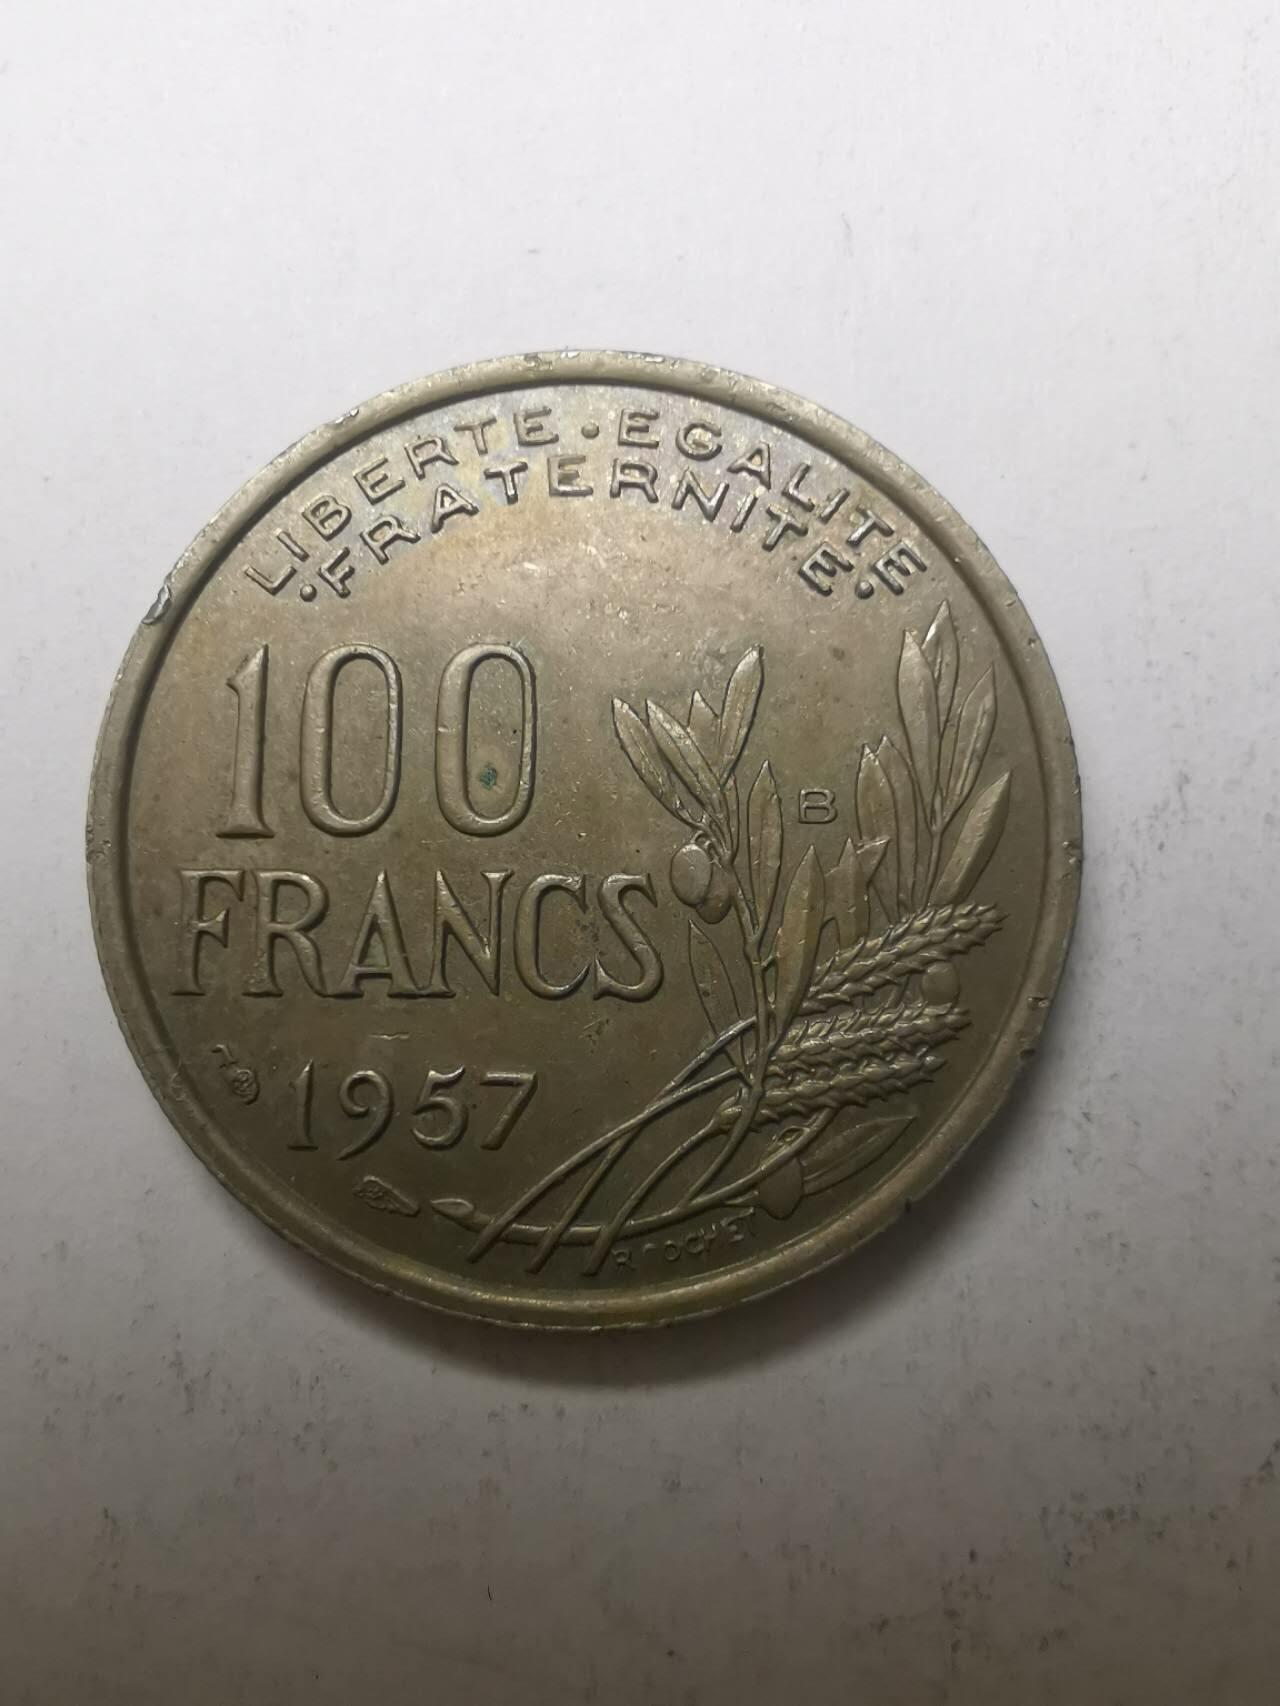 LIBERTE · EGALITE
· FRATERNITE ·
100
FRANCS
B
1957
R COCHET